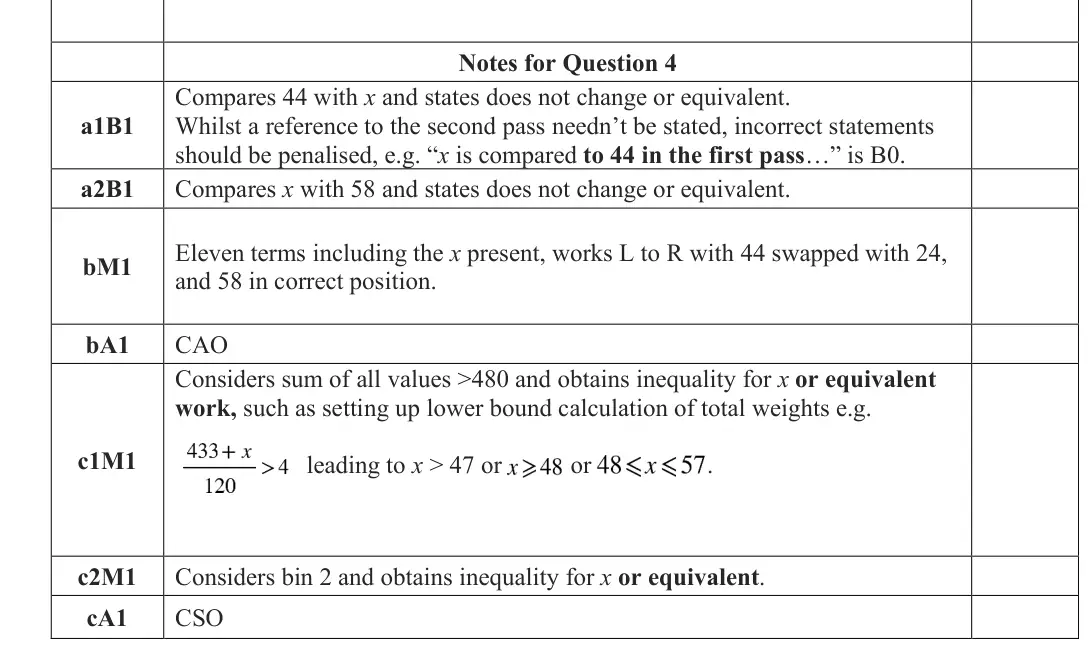 Notes for Question 4
a1B1
Compares 44 with x and states does not change or equivalent.
Whilst a reference to the second pass needn’t be stated, incorrect statements
should be penalised, e.g. “x is compared to 44 in the first pass…” is B0.
a2B1
Compares x with 58 and states does not change or equivalent.
bM1
Eleven terms including the x present, works L to R with 44 swapped with 24,
and 58 in correct position.
bA1
CAO
c1M1
Considers sum of all values >480 and obtains inequality for x or equivalent
work, such as setting up lower bound calculation of total weights e.g.
433 + x
120
> 4 leading to x > 47 or x ⩾ 48 or 48 ⩽ x ⩽ 57.
c2M1
Considers bin 2 and obtains inequality for x or equivalent.
cA1
CSO